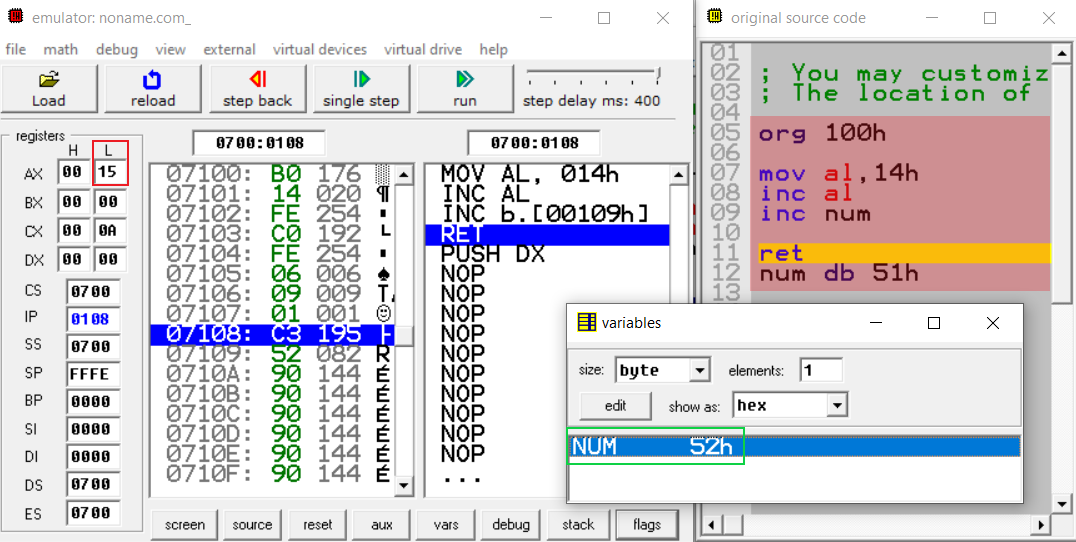 emulator: noname.com_
file math debug view external virtual devices virtual drive help
Load reload step back single step run step delay ms: 400
registers
H L
AX 00 15
BX 00 00
CX 00 0A
DX 00 00
CS 0700
IP 0108
SS 0700
SP FFFE
BP 0000
SI 0000
DI 0000
DS 0700
ES 0700
0700:0108
07100: B0 176 ▒
07101: 14 020 ¶
07102: FE 254 ▪
07103: C0 192 └
07104: FE 254 ▪
07105: 06 006 ♠
07106: 09 009 TA
07107: 01 001 ☺
07108: C3 195 ├
07109: 52 082 R
0710A: 90 144 É
0710B: 90 144 É
0710C: 90 144 É
0710D: 90 144 É
0710E: 90 144 É
0710F: 90 144 É
0700:0108
MOV AL, 014h
INC AL
INC b.[00109h]
RET
PUSH DX
NOP
NOP
NOP
NOP
NOP
NOP
NOP
NOP
NOP
NOP
...
screen source reset aux vars debug stack flags
original source code
01
02 ; You may customiz
03 ; The location of
04
05 org 100h
06
07 mov al,14h
08 inc al
09 inc num
10
11 ret
12 num db 51h
13
variables
size: byte elements: 1
edit show as: hex
NUM 52h